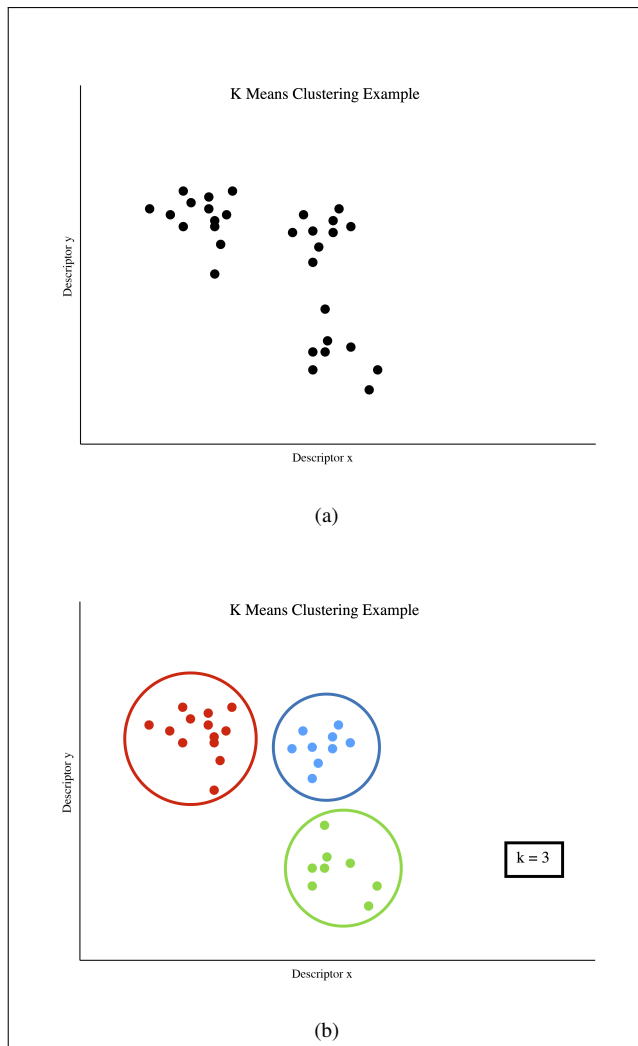 K Means Clustering Example
Descriptor y
Descriptor x
(a)
K Means Clustering Example
Descriptor y
k = 3
Descriptor x
(b)